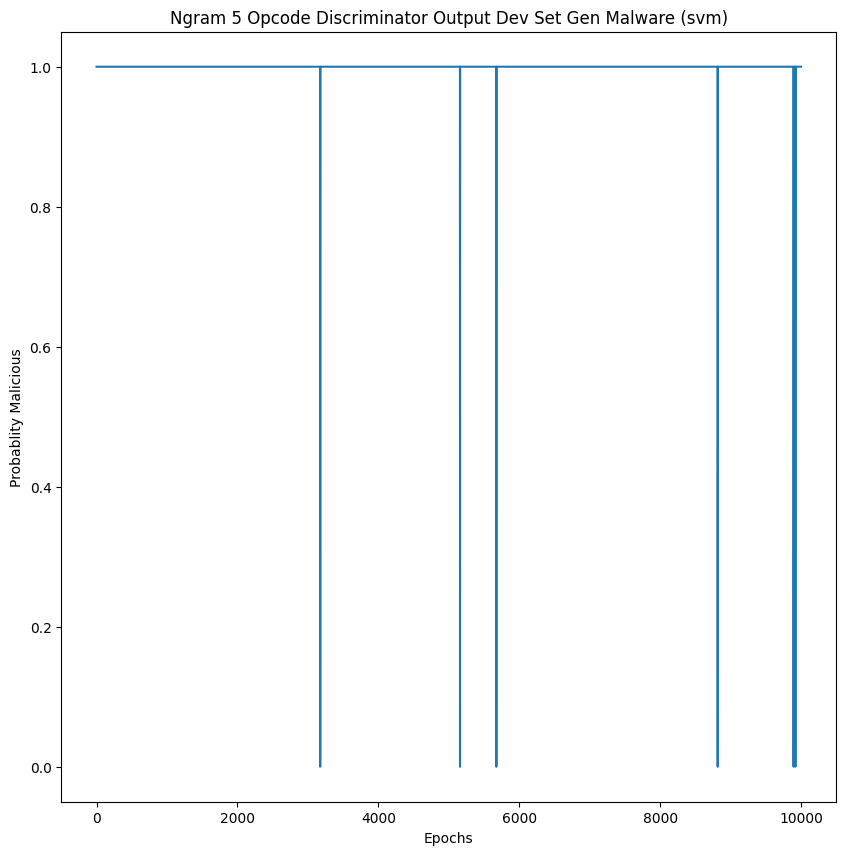 Ngram 5 Opcode Discriminator Output Dev Set Gen Malware (svm)
1.0
0.8
0.6
0.4
0.2
0.0
Probablity Malicious
0 2000 4000 6000 8000 10000
Epochs